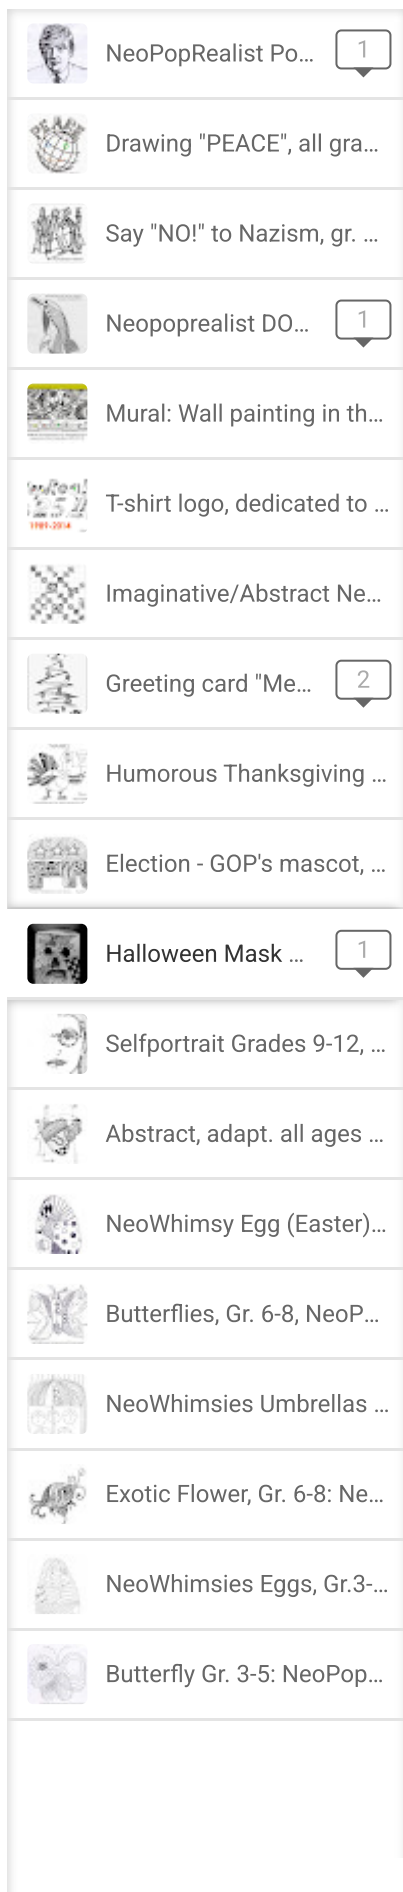 NeoPopRealist Po...
1
Drawing "PEACE", all gra...
Say "NO!" to Nazism, gr. ...
Neopoprealist DO...
1
Mural: Wall painting in th...
T-shirt logo, dedicated to ...
1989-2014
Imaginative/Abstract Ne...
Greeting card "Me...
2
Humorous Thanksgiving ...
Election - GOP's mascot, ...
Halloween Mask ...
1
Selfportrait Grades 9-12, ...
Abstract, adapt. all ages ...
NeoWhimsy Egg (Easter)...
Butterflies, Gr. 6-8, NeoP...
NeoWhimsies Umbrellas ...
Exotic Flower, Gr. 6-8: Ne...
NeoWhimsies Eggs, Gr.3-...
Butterfly Gr. 3-5: NeoPop...